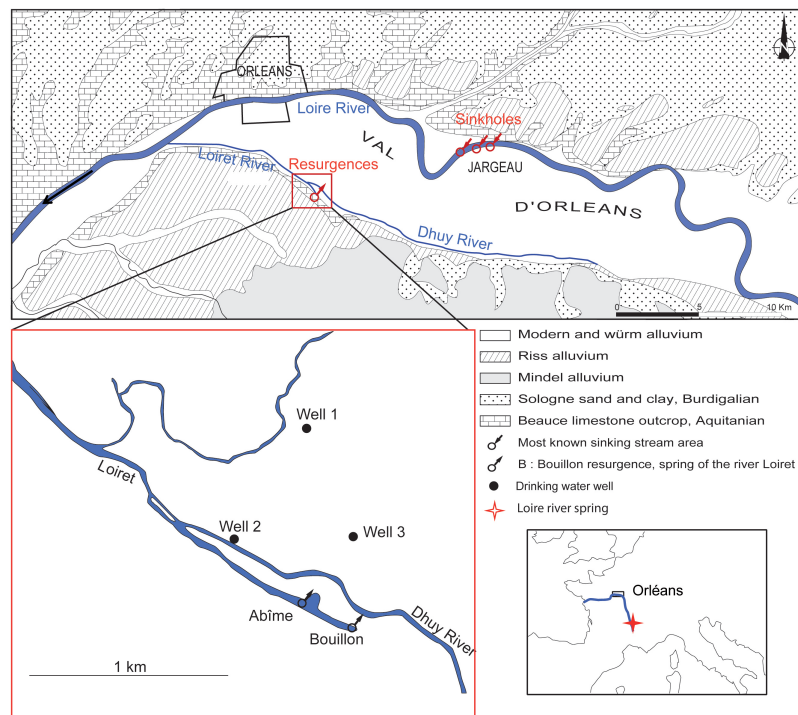 ORLEANS
Loire River
Sinkholes
VAL
JARGEAU
Loiret River
Resurgences
D'ORLEANS
Dhuy River
0 5 10 Km
Modern and würm alluvium
Riss alluvium
Mindel alluvium
Sologne sand and clay, Burdigalian
Beauce limestone outcrop, Aquitanian
Most known sinking stream area
B : Bouillon resurgence, spring of the river Loiret
Drinking water well
Loire river spring
Well 1
Loiret
Well 2
Well 3
Abîme
Bouillon
Dhuy River
1 km
Orléans